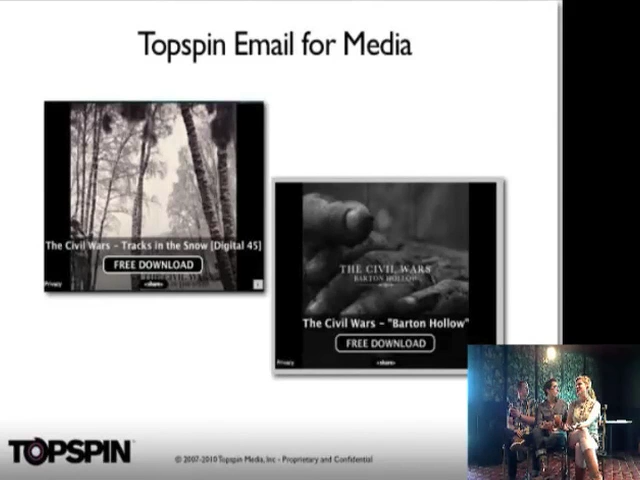 Topspin Email for Media
The Civil Wars - Tracks in the Snow [Digital 45]
FREE DOWNLOAD
Privacy
<share>
THE CIVIL WARS
BARTON HOLLOW
The Civil Wars - "Barton Hollow"
FREE DOWNLOAD
Privacy
<share>
TOPSPIN
© 2007-2010 Topspin Media, Inc - Proprietary and Confidential